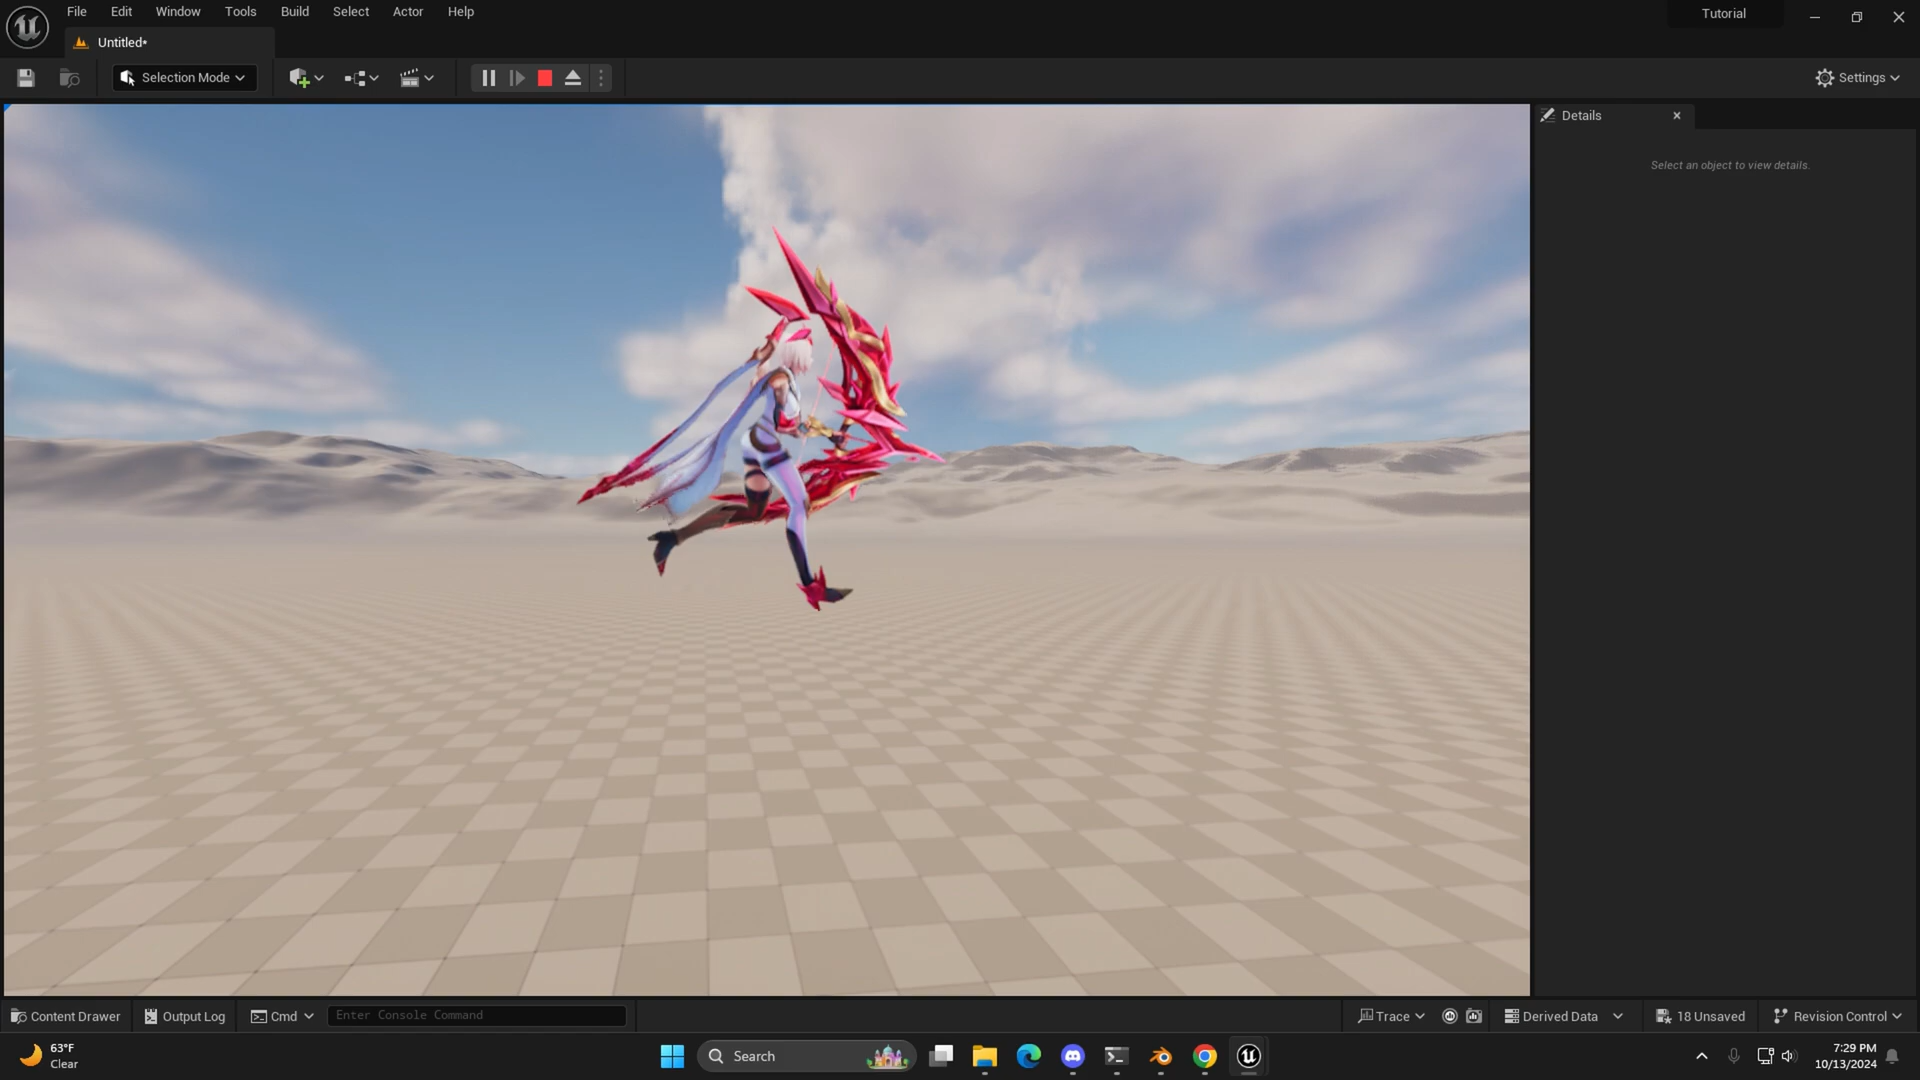 File Edit Window Tools Build Select Actor Help
Tutorial
Untitled*
Selection Mode
Settings
Details
Select an object to view details.
Content Drawer
Output Log
Cmd
Enter Console Command
Trace
Derived Data
18 Unsaved
Revision Control
63°F
Clear
Search
7:29 PM
10/13/2024